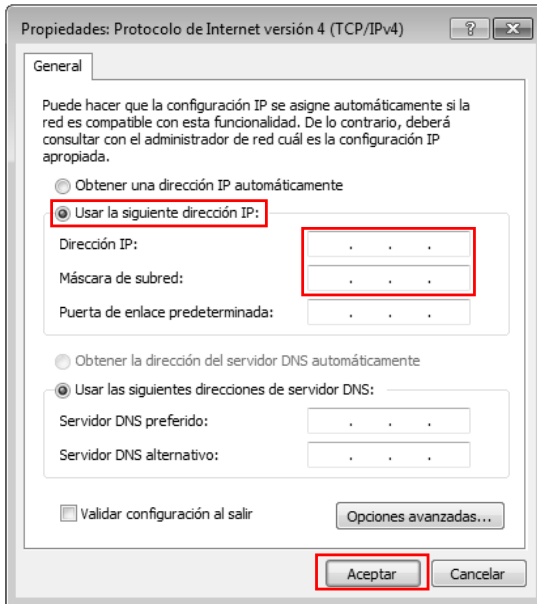 Propiedades: Protocolo de Internet versión 4 (TCP/IPv4)
General
Puede hacer que la configuración IP se asigne automáticamente si la
red es compatible con esta funcionalidad. De lo contrario, deberá
consultar con el administrador de red cuál es la configuración IP
apropiada.
Obtener una dirección IP automáticamente
Usar la siguiente dirección IP:
Dirección IP: . . .
Máscara de subred: . . .
Puerta de enlace predeterminada: . . .
Obtener la dirección del servidor DNS automáticamente
Usar las siguientes direcciones de servidor DNS:
Servidor DNS preferido: . . .
Servidor DNS alternativo: . . .
Validar configuración al salir
Opciones avanzadas...
Aceptar Cancelar